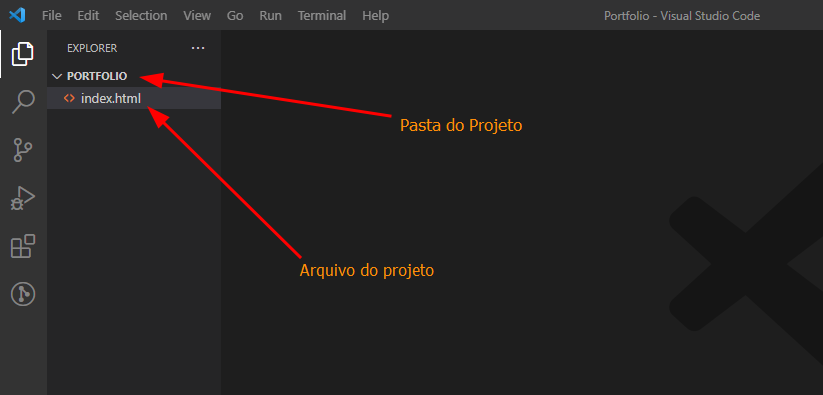 File Edit Selection View Go Run Terminal Help Portfolio - Visual Studio Code
EXPLORER ...
PORTFOLIO
<> index.html
Pasta do Projeto
Arquivo do projeto